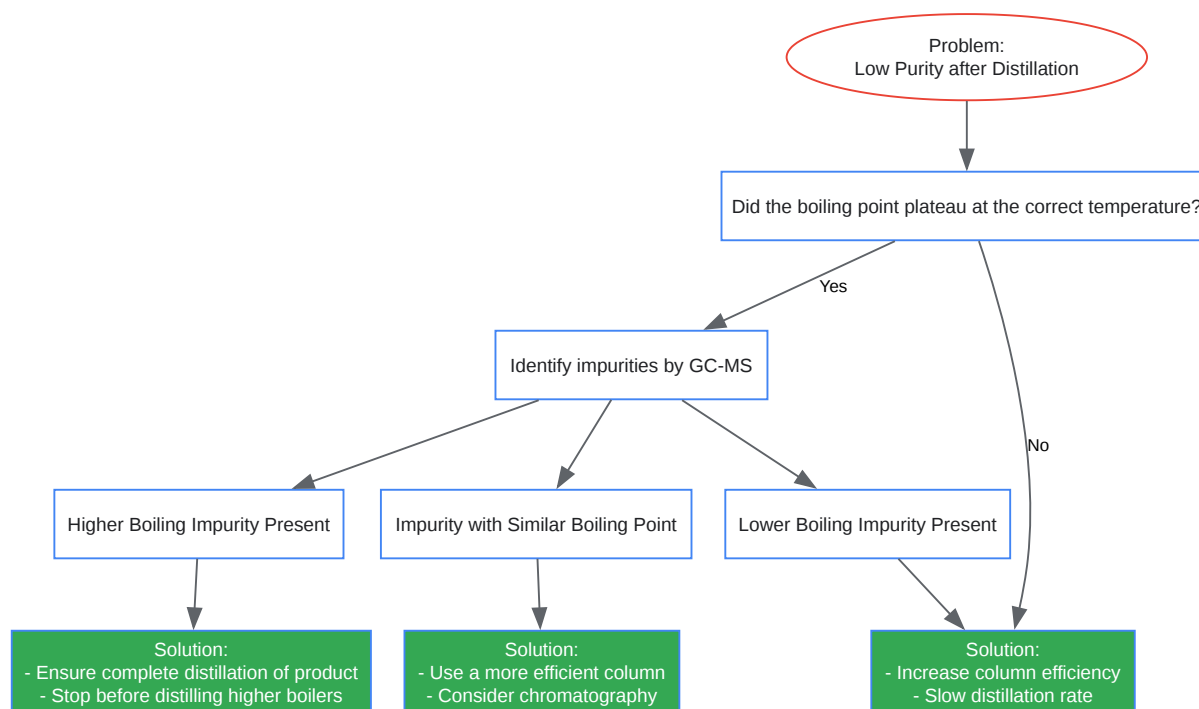 Problem:
Low Purity after Distillation
Did the boiling point plateau at the correct temperature?
Yes
Identify impurities by GC-MS
No
Higher Boiling Impurity Present
Impurity with Similar Boiling Point
Lower Boiling Impurity Present
Solution:
- Ensure complete distillation of product
- Stop before distilling higher boilers
Solution:
- Use a more efficient column
- Consider chromatography
Solution:
- Increase column efficiency
- Slow distillation rate